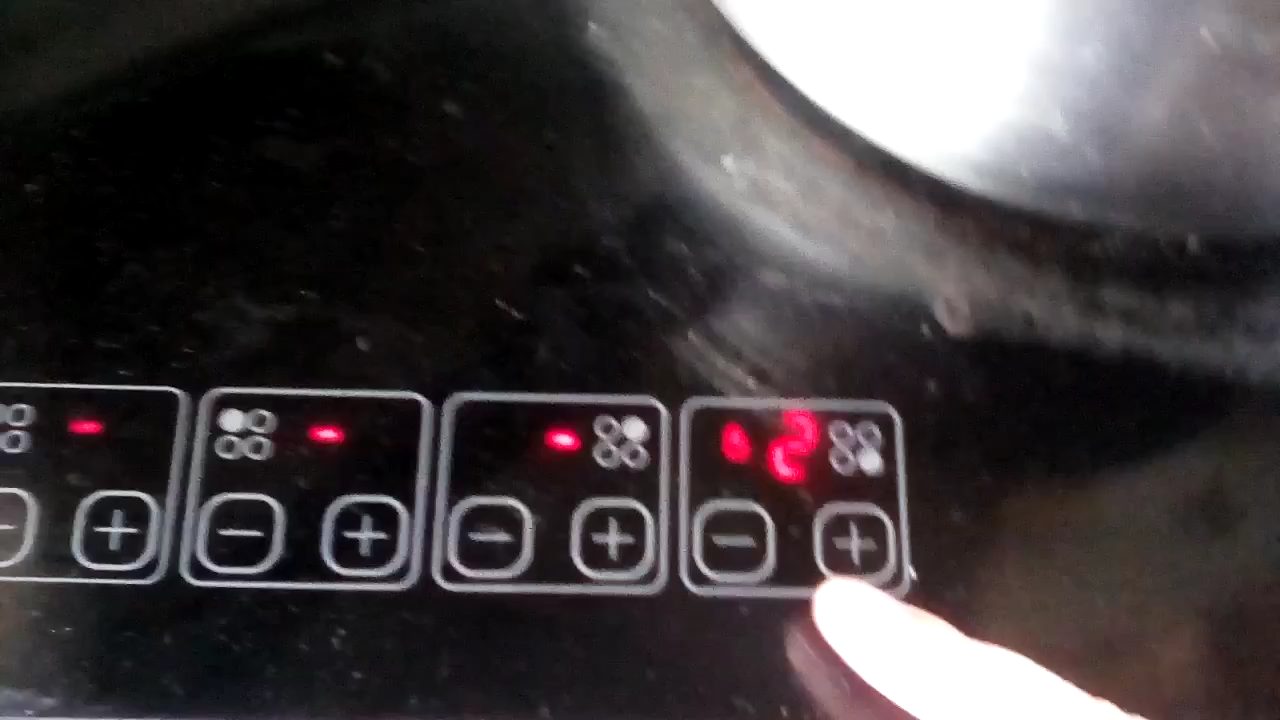 - - - 2
- + - + - + - +